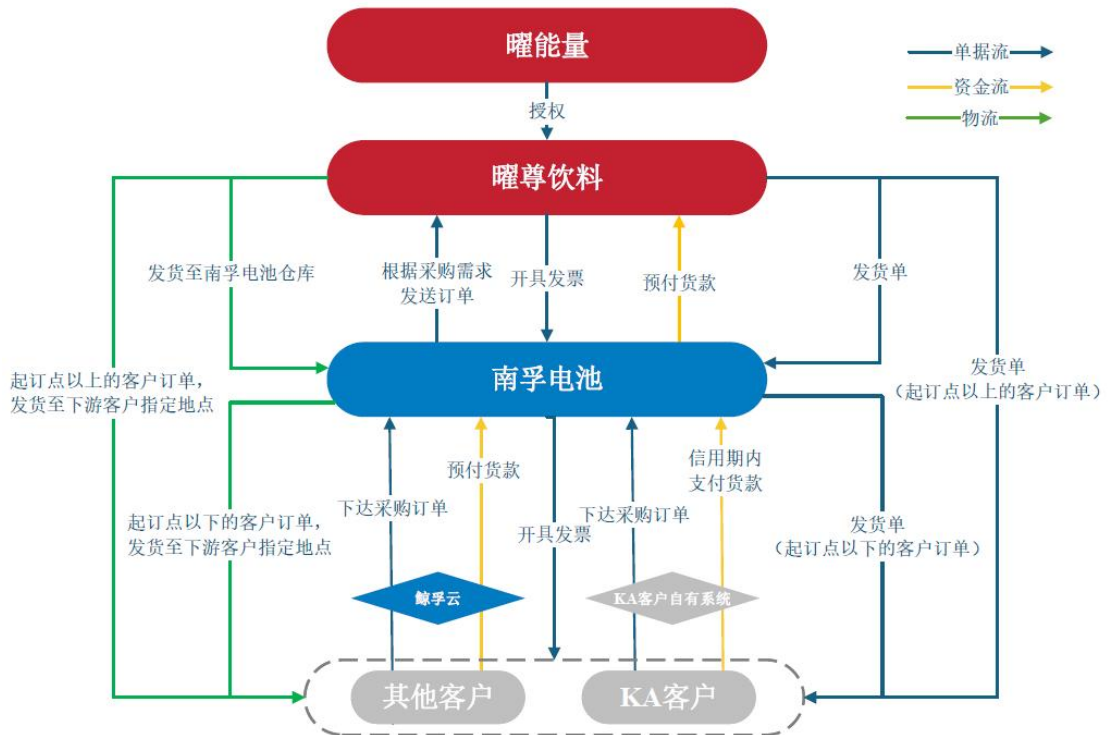 曜能量
单据流
资金流
物流
授权
曜尊饮料
发货至南孚电池仓库
根据采购需求
发送订单
开具发票
预付货款
发货单
南孚电池
起订点以上的客户订单，
发货至下游客户指定地点
发货单
（起订点以上的客户订单）
预付货款
信用期内
支付货款
下达采购订单
下达采购订单
起订点以下的客户订单，
发货至下游客户指定地点
开具发票
发货单
（起订点以下的客户订单）
鲸孚云
KA客户自有系统
其他客户
KA客户